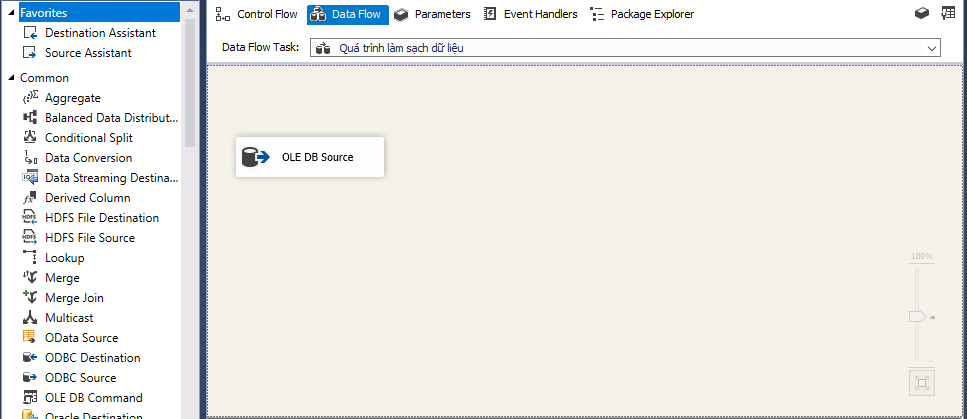 Favorites
Destination Assistant
Source Assistant
Common
Aggregate
Balanced Data Distribut...
Conditional Split
Data Conversion
Data Streaming Destina...
Derived Column
HDFS File Destination
HDFS File Source
Lookup
Merge
Merge Join
Multicast
OData Source
ODBC Destination
ODBC Source
OLE DB Command
Oracle Destination
Control Flow
Data Flow
Parameters
Event Handlers
Package Explorer
Data Flow Task:
Quá trình làm sạch dữ liệu
OLE DB Source
100%